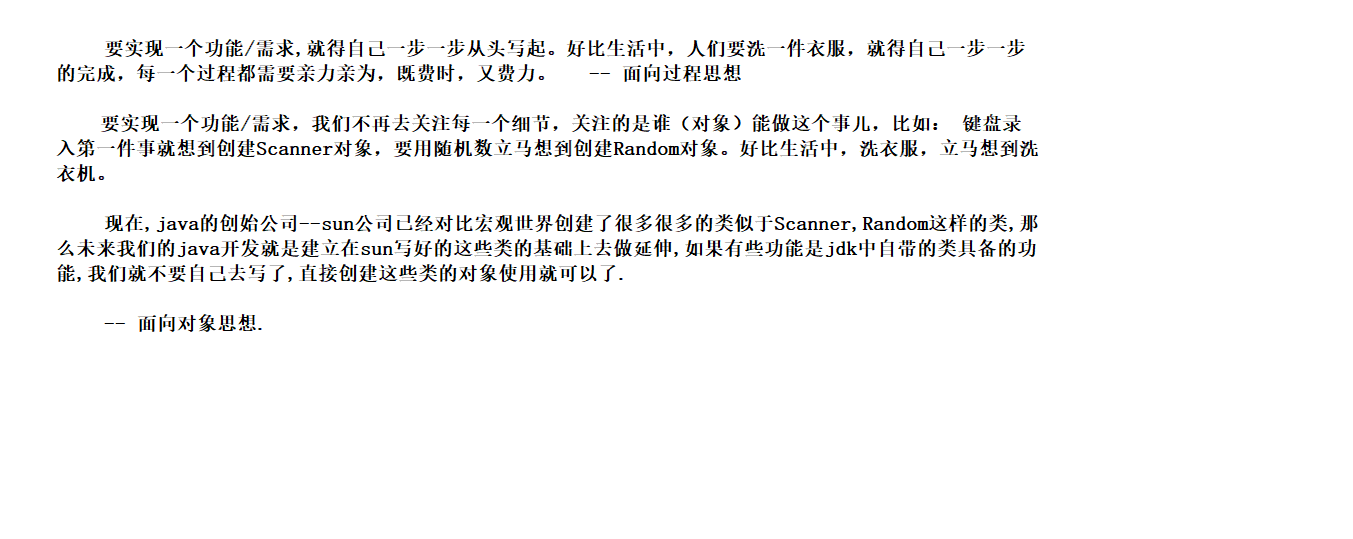 要实现一个功能/需求,就得自己一步一步从头写起。好比生活中，人们要洗一件衣服，就得自己一步一步
的完成，每一个过程都需要亲力亲为，既费时，又费力。 -- 面向过程思想
要实现一个功能/需求，我们不再去关注每一个细节，关注的是谁（对象）能做这个事儿，比如： 键盘录
入第一件事就想到创建Scanner对象，要用随机数立马想到创建Random对象。好比生活中，洗衣服，立马想到洗
衣机。
现在,java的创始公司--sun公司已经对比宏观世界创建了很多很多的类似于Scanner,Random这样的类,那
么未来我们的java开发就是建立在sun写好的这些类的基础上去做延伸,如果有些功能是jdk中自带的类具备的功
能,我们就不要自己去写了,直接创建这些类的对象使用就可以了.
-- 面向对象思想.